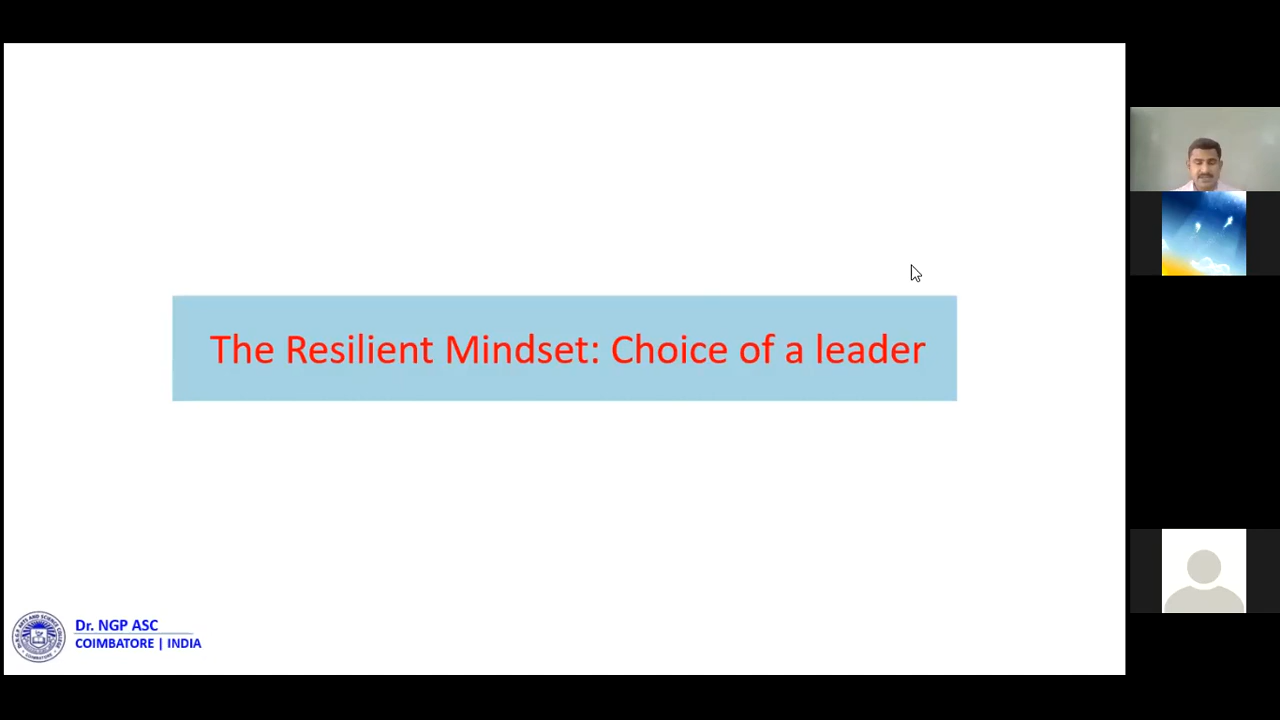 The Resilient Mindset: Choice of a leader
Dr. NGP ASC
COIMBATORE | INDIA